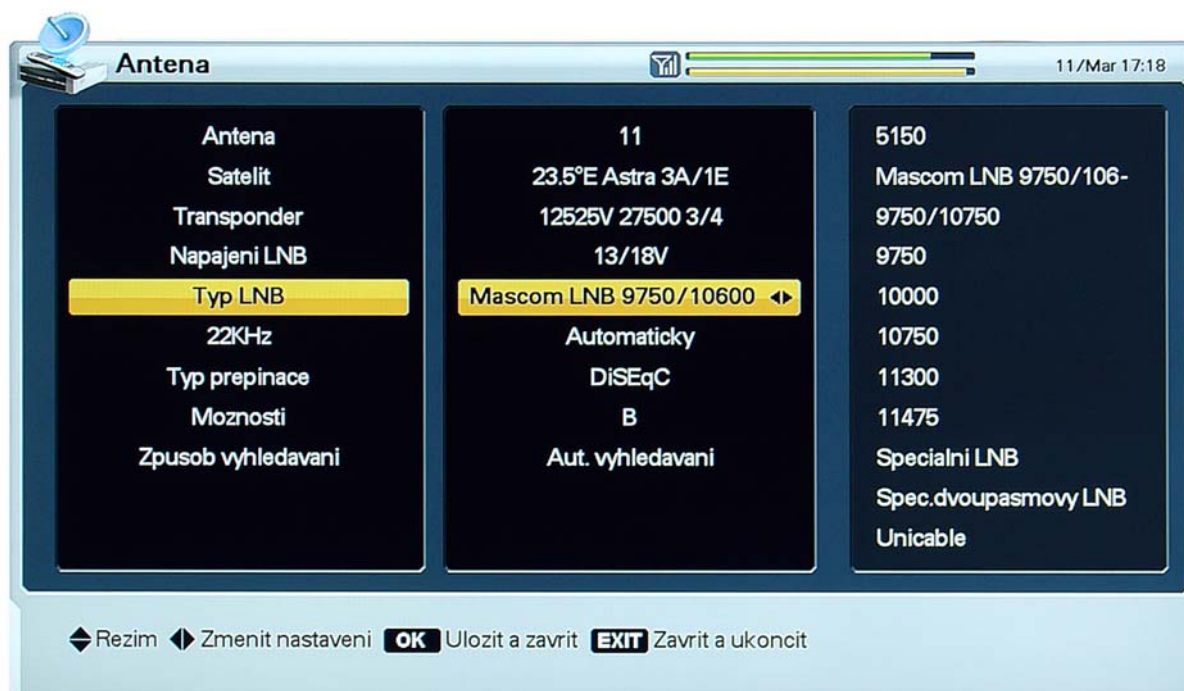 Antena
11/Mar 17:18
Antena 11
Satelit 23.5°E Astra 3A/1E
Transponder 12525V 27500 3/4
Napajeni LNB 13/18V
Typ LNB Mascom LNB 9750/10600
22KHz Automaticky
Typ prepinace DiSEqC
Moznosti B
Zpusob vyhledavani Aut. vyhledavani
5150
Mascom LNB 9750/106-
9750/10750
9750
10000
10750
11300
11475
Specialni LNB
Spec.dvoupasmovy LNB
Unicable
Rezim Zmenit nastaveni OK Ulozit a zavrit EXIT Zavrit a ukoncit